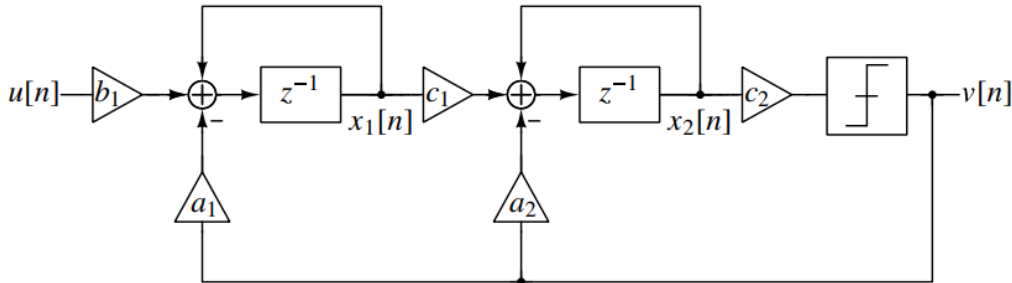 u[n] b₁ z⁻¹ c₁ z⁻¹ c₂ v[n]
− x₁[n] − x₂[n]
a₁ a₂